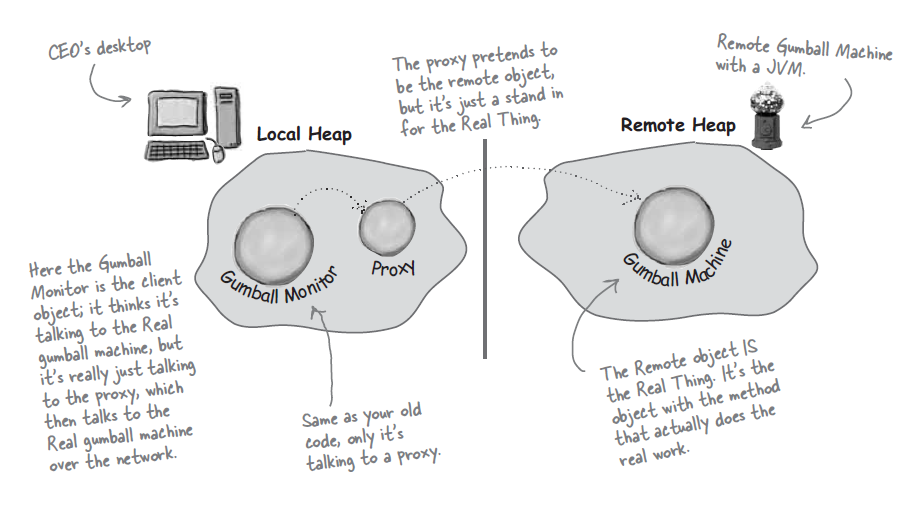 CEO's desktop
The proxy pretends to
be the remote object,
but it's just a stand in
for the Real Thing.
Remote Gumball Machine
with a JVM.
Local Heap
Remote Heap
Gumball Monitor
Proxy
Gumball Machine
Here the Gumball
Monitor is the client
object; it thinks it's
talking to the Real
gumball machine, but
it's really just talking
to the proxy, which
then talks to the
Real gumball machine
over the network.
Same as your old
code, only it's
talking to a proxy.
The Remote object IS
the Real Thing. It's the
object with the method
that actually does the
real work.